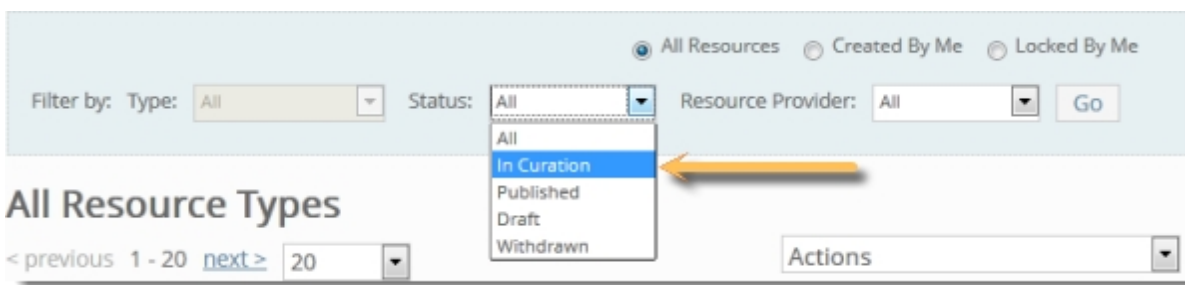 All Resources Created By Me Locked By Me
Filter by: Type: All Status: All Resource Provider: All Go
All
In Curation
Published
Draft
Withdrawn
All Resource Types
< previous 1 - 20 next > 20 Actions